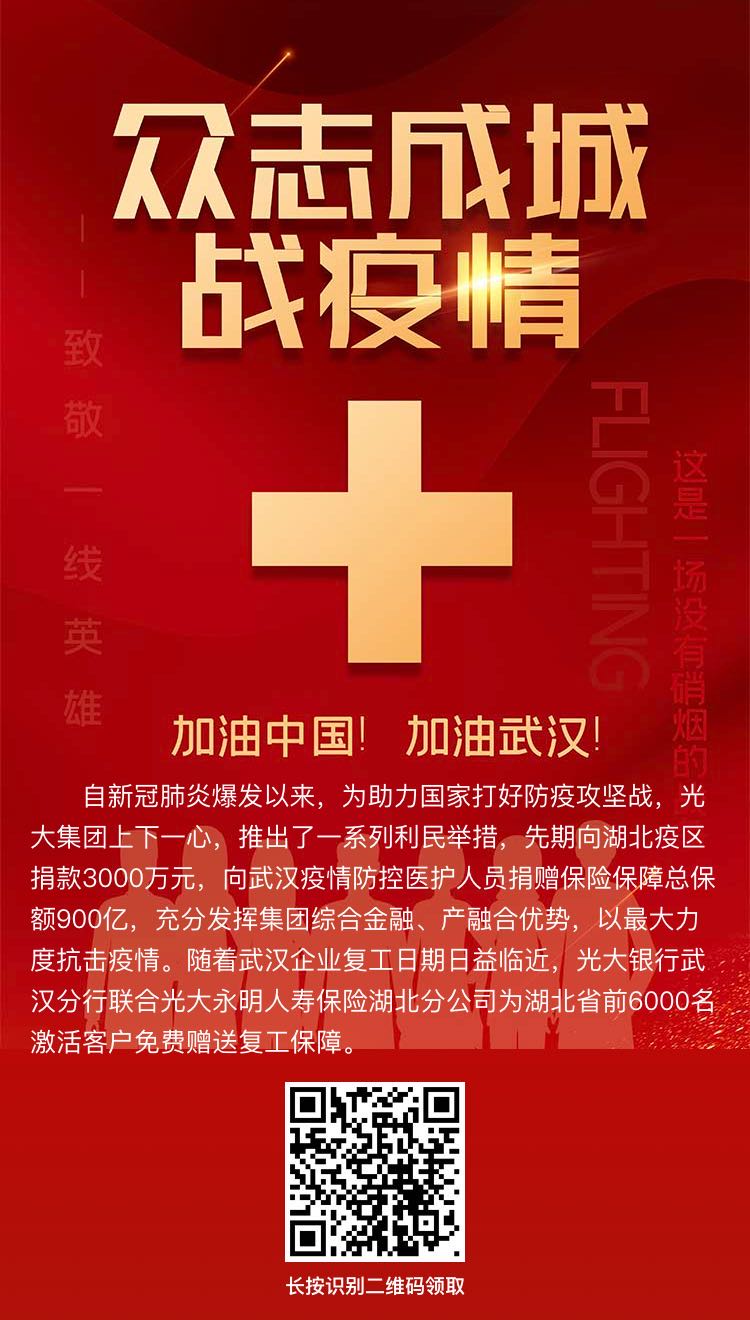 众志成城
战疫情
——致敬一线英雄
FLIGHTING
这是一场没有硝烟的
加油中国！ 加油武汉！
自新冠肺炎爆发以来，为助力国家打好防疫攻坚战，光
大集团上下一心，推出了一系列利民举措，先期向湖北疫区
捐款3000万元，向武汉疫情防控医护人员捐赠保险保障总保
额900亿，充分发挥集团综合金融、产融合优势，以最大力
度抗击疫情。随着武汉企业复工日期日益临近，光大银行武
汉分行联合光大永明人寿保险湖北分公司为湖北省前6000名
激活客户免费赠送复工保障。
长按识别二维码领取